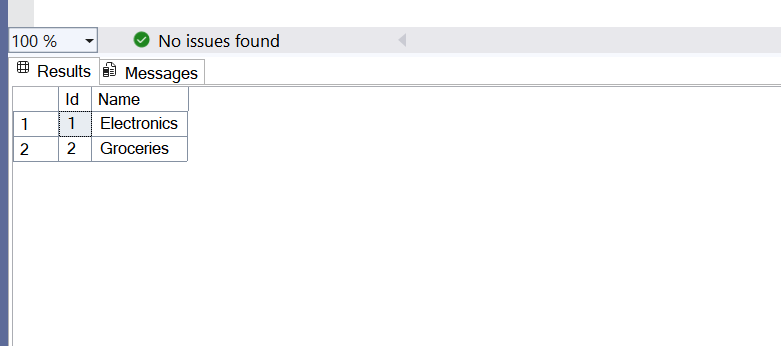 100 % No issues found
Results Messages
Id Name
1 1 Electronics
2 2 Groceries